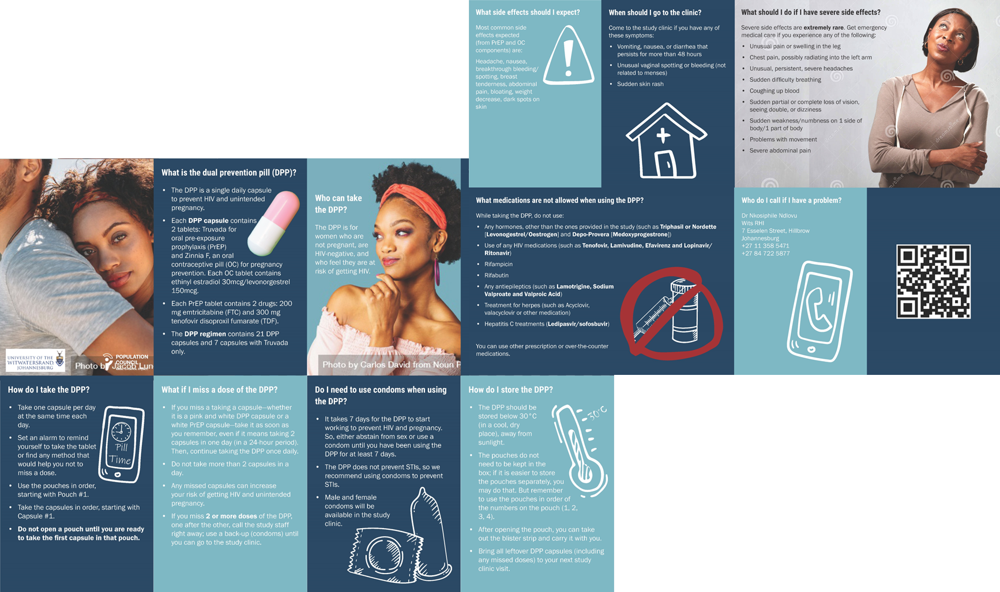 What side effects should I expect?
Most common side
effects expected
(from PrEP and OC
components) are:
Headache, nausea,
breakthrough bleeding/
spotting, breast
tenderness, abdominal
pain, bloating, weight
decrease, dark spots on
skin
When should I go to the clinic?
Come to the study clinic if you have any of
these symptoms:
• Vomiting, nausea, or diarrhea that
persists for more than 48 hours
• Unusual vaginal spotting or bleeding (not
related to menses)
• Sudden skin rash
What should I do if I have severe side effects?
Severe side effects are extremely rare. Get emergency
medical care if you experience any of the following:
• Unusual pain or swelling in the leg
• Chest pain, possibly radiating into the left arm
• Unusual, persistent, severe headaches
• Sudden difficulty breathing
• Coughing up blood
• Sudden partial or complete loss of vision,
seeing double, or dizziness
• Sudden weakness/numbness on 1 side of
body/1 part of body
• Problems with movement
• Severe abdominal pain
dreamstime
dreamstime
dreamstime
UNIVERSITY OF THE
WITWATERSRAND,
JOHANNESBURG
POPULATION
COUNCIL
Photo by Jacob Lun
What is the dual prevention pill (DPP)?
• The DPP is a single daily capsule
to prevent HIV and unintended
pregnancy.
• Each DPP capsule contains
2 tablets: Truvada for
oral pre-exposure
prophylaxis (PrEP)
and Zinnia F, an oral
contraceptive pill (OC) for pregnancy
prevention. Each OC tablet contains
ethinyl estradiol 30mcg/levonorgestrel
150mcg.
• Each PrEP tablet contains 2 drugs: 200
mg emtricitabine (FTC) and 300 mg
tenofovir disoproxil fumarate (TDF).
• The DPP regimen contains 21 DPP
capsules and 7 capsules with Truvada
only.
Who can take
the DPP?
The DPP is for
women who are
not pregnant, are
HIV-negative, and
who feel they are at
risk of getting HIV.
Photo by Carlos David from Noun P
What medications are not allowed when using the DPP?
While taking the DPP, do not use:
• Any hormones, other than the ones provided in the study (such as Triphasil or Nordette
[Levonogestrel/Oestrogen] and Depo-Provera [Medoxyprogestrone])
• Use of any HIV medications (such as Tenofovir, Lamivudine, Efavirenz and Lopinavir/
Ritonavir)
• Rifampicin
• Rifabutin
• Any antiepileptics (such as Lamotrigine, Sodium
Valproate and Valproic Acid)
• Treatment for herpes (such as Acyclovir,
valacyclovir or other medication)
• Hepatitis C treatments (Ledipasvir/sofosbuvir)
You can use other prescription or over-the-counter
medications.
Who do I call if I have a problem?
Dr Nkosiphile Ndlovu
Wits RHI
7 Esselen Street, Hillbrow
Johannesburg
+27 11 358 5471
+27 84 722 5877
How do I take the DPP?
• Take one capsule per day
at the same time each
day.
• Set an alarm to remind
yourself to take the tablet
or find any method that
would help you not to
miss a dose.
• Use the pouches in order,
starting with Pouch #1.
• Take the capsules in order, starting with
Capsule #1.
• Do not open a pouch until you are ready
to take the first capsule in that pouch.
Pill
Time
What if I miss a dose of the DPP?
• If you miss a taking a capsule—whether
it is a pink and white DPP capsule or a
white PrEP capsule—take it as soon as
you remember, even if it means taking 2
capsules in one day (in a 24-hour period).
Then, continue taking the DPP once daily.
• Do not take more than 2 capsules in a
day.
• Any missed capsules can increase
your risk of getting HIV and unintended
pregnancy.
• If you miss 2 or more doses of the DPP,
one after the other, call the study staff
right away; use a back-up (condoms) until
you can go to the study clinic.
Do I need to use condoms when using
the DPP?
• It takes 7 days for the DPP to start
working to prevent HIV and pregnancy.
So, either abstain from sex or use a
condom until you have been using the
DPP for at least 7 days.
• The DPP does not prevent STIs, so we
recommend using condoms to prevent
STIs.
• Male and female
condoms will be
available in the study
clinic.
How do I store the DPP?
• The DPP should be
stored below 30°C
(in a cool, dry
place), away from
sunlight.
• The pouches do not
need to be kept in the
box; if it is easier to store
the pouches separately, you
may do that. But remember
to use the pouches in order of
the numbers on the pouch (1, 2,
3, 4).
• After opening the pouch, you can take
out the blister strip and carry it with you.
• Bring all leftover DPP capsules (including
any missed doses) to your next study
clinic visit.
30°C